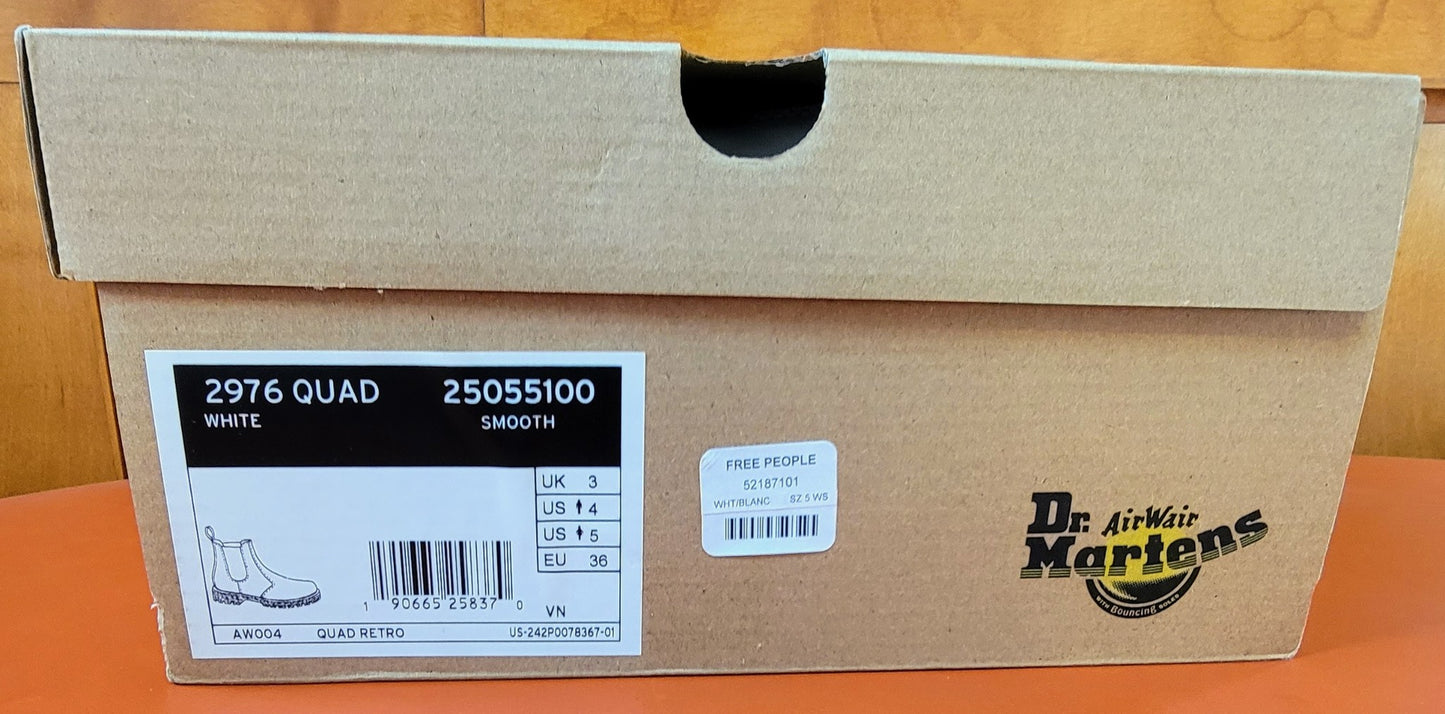 2976 QUAD 25055100
WHITE SMOOTH
UK 3
US 4
US 5
EU 36
1 90665 25837 0
VN
AW004 QUAD RETRO US-242P0078367-01
FREE PEOPLE
52187101
WHT/BLANC SZ 5 WS
Dr. AirWair
Martens
WITH Bouncing SOLES